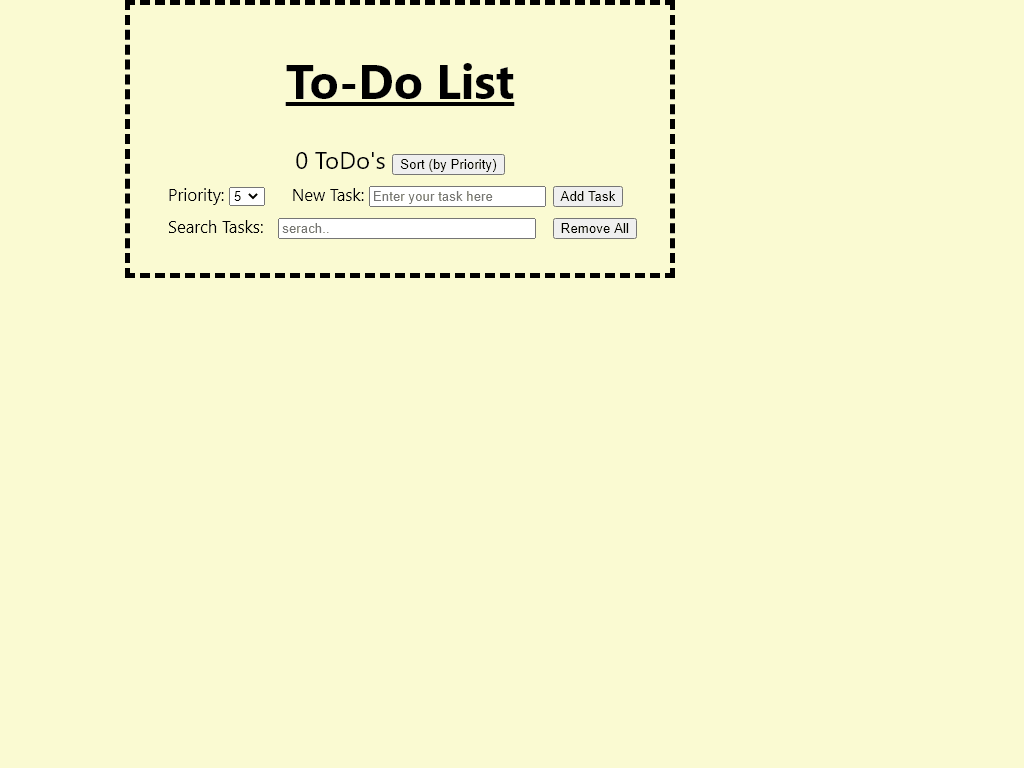 To-Do List
0 ToDo's Sort (by Priority)
Priority: 5 New Task: Enter your task here Add Task
Search Tasks: serach.. Remove All